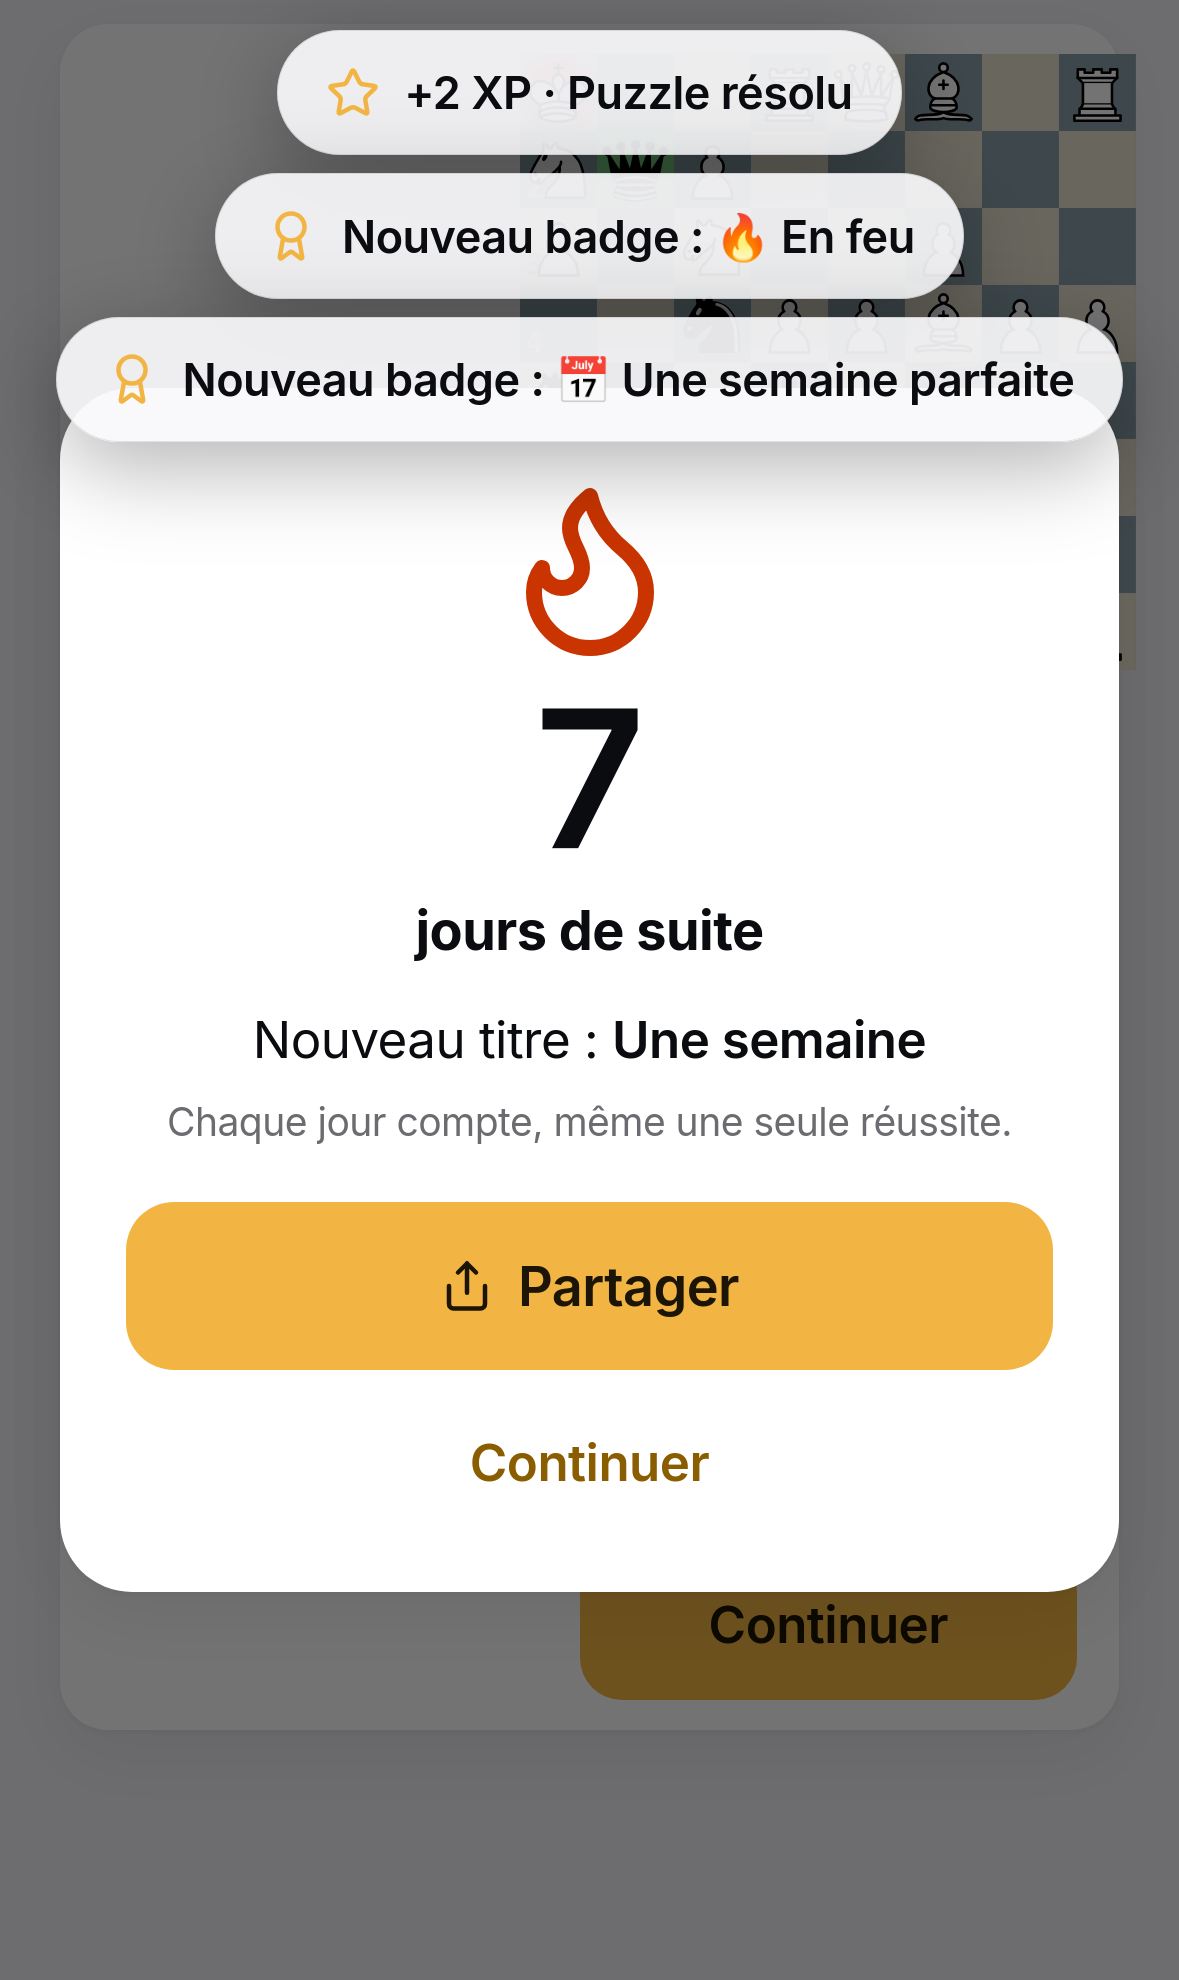 +2 XP · Puzzle résolu
Nouveau badge : 🔥 En feu
Nouveau badge : 📅 Une semaine parfaite
7
jours de suite
Nouveau titre : Une semaine
Chaque jour compte, même une seule réussite.
Partager
Continuer
Continuer